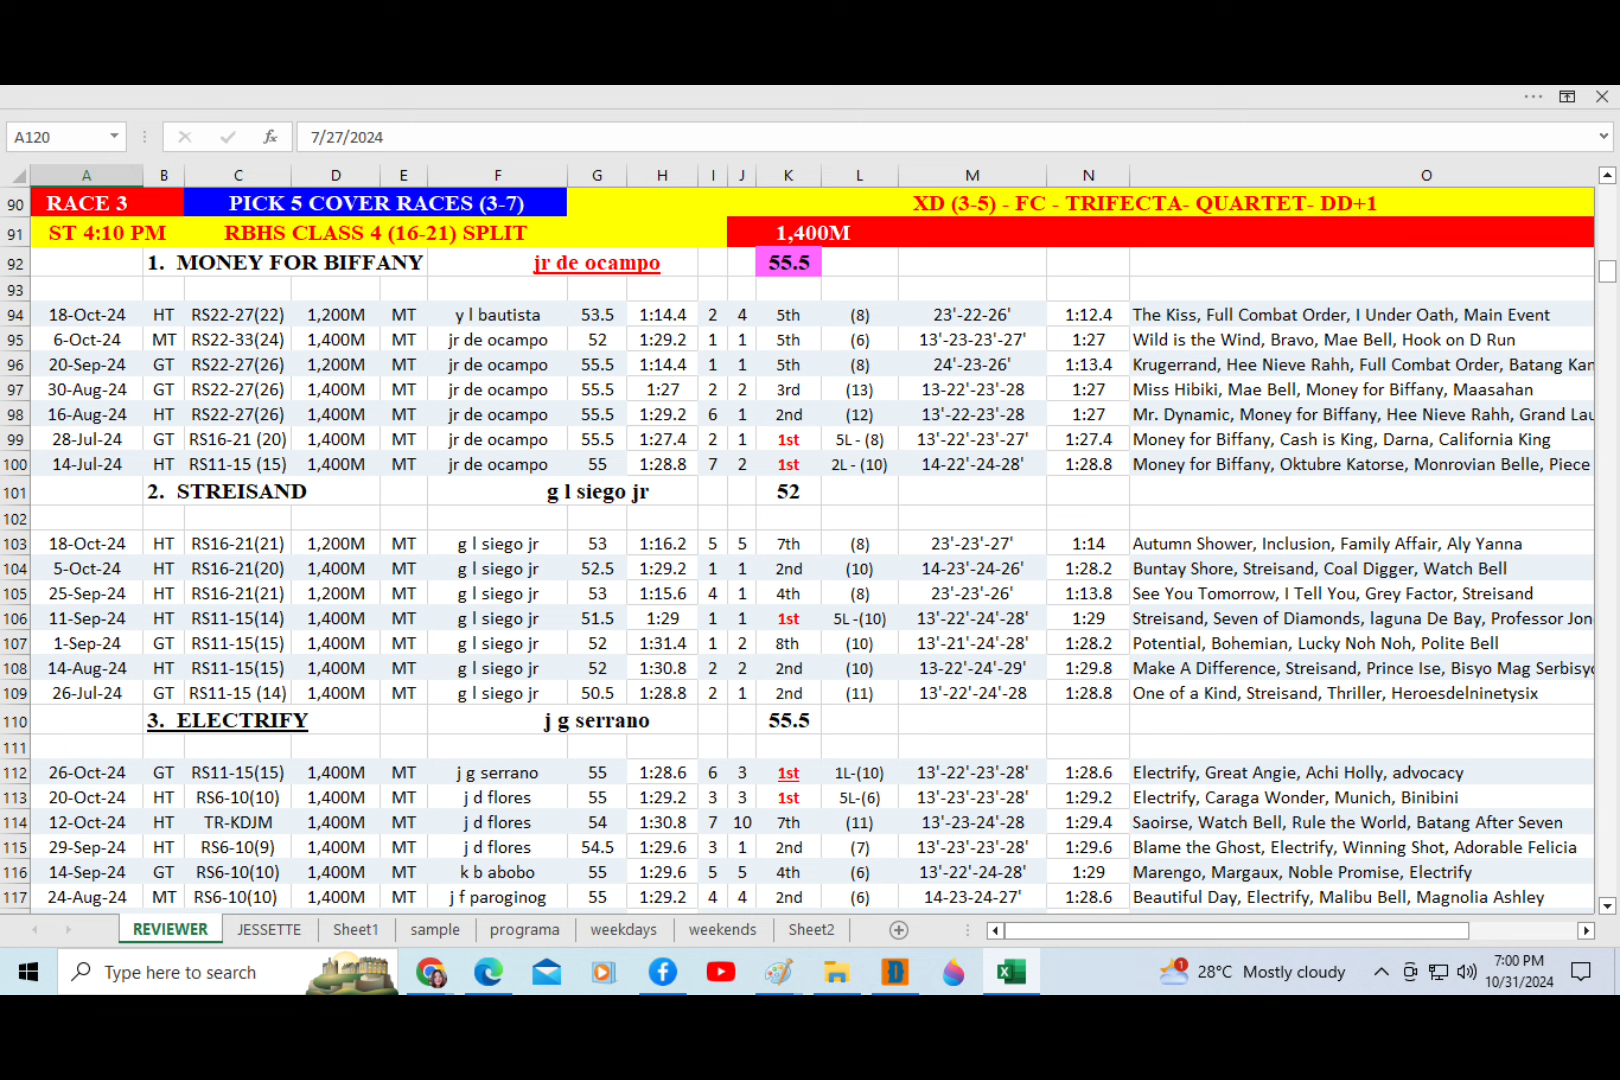 A120
7/27/2024
A B C D E F G H I J K L M N O
90 RACE 3 PICK 5 COVER RACES (3-7) XD (3-5) - FC - TRIFECTA- QUARTET- DD+1
91 ST 4:10 PM RBHS CLASS 4 (16-21) SPLIT 1,400M
92 1. MONEY FOR BIFFANY jr de ocampo 55.5
93
94 18-Oct-24 HT RS22-27(22) 1,200M MT y l bautista 53.5 1:14.4 2 4 5th (8) 23'-22-26' 1:12.4 The Kiss, Full Combat Order, I Under Oath, Main Event
95 6-Oct-24 MT RS22-33(24) 1,400M MT jr de ocampo 52 1:29.2 1 1 5th (6) 13'-23-23'-27' 1:27 Wild is the Wind, Bravo, Mae Bell, Hook on D Run
96 20-Sep-24 GT RS22-27(26) 1,200M MT jr de ocampo 55.5 1:14.4 1 1 5th (8) 24'-23-26' 1:13.4 Krugerrand, Hee Nieve Rahh, Full Combat Order, Batang Kan
97 30-Aug-24 GT RS22-27(26) 1,400M MT jr de ocampo 55.5 1:27 2 2 3rd (13) 13-22'-23'-28 1:27 Miss Hibiki, Mae Bell, Money for Biffany, Maasahan
98 16-Aug-24 HT RS22-27(26) 1,400M MT jr de ocampo 55.5 1:29.2 6 1 2nd (12) 13'-22-23'-28 1:27 Mr. Dynamic, Money for Biffany, Hee Nieve Rahh, Grand Lau
99 28-Jul-24 GT RS16-21 (20) 1,400M MT jr de ocampo 55.5 1:27.4 2 1 1st 5L - (8) 13'-22'-23'-27' 1:27.4 Money for Biffany, Cash is King, Darna, California King
100 14-Jul-24 HT RS11-15 (15) 1,400M MT jr de ocampo 55 1:28.8 7 2 1st 2L - (10) 14-22'-24-28' 1:28.8 Money for Biffany, Oktubre Katorse, Monrovian Belle, Piece
101 2. STREISAND g l siego jr 52
102
103 18-Oct-24 HT RS16-21(21) 1,200M MT g l siego jr 53 1:16.2 5 5 7th (8) 23'-23'-27' 1:14 Autumn Shower, Inclusion, Family Affair, Aly Yanna
104 5-Oct-24 HT RS16-21(20) 1,400M MT g l siego jr 52.5 1:29.2 1 1 2nd (10) 14-23'-24-26' 1:28.2 Buntay Shore, Streisand, Coal Digger, Watch Bell
105 25-Sep-24 HT RS16-21(21) 1,200M MT g l siego jr 53 1:15.6 4 1 4th (8) 23'-23'-26' 1:13.8 See You Tomorrow, I Tell You, Grey Factor, Streisand
106 11-Sep-24 HT RS11-15(14) 1,400M MT g l siego jr 51.5 1:29 1 1 1st 5L -(10) 13'-22'-24'-28' 1:29 Streisand, Seven of Diamonds, laguna De Bay, Professor Jon
107 1-Sep-24 GT RS11-15(15) 1,400M MT g l siego jr 52 1:31.4 1 2 8th (10) 13'-21'-24'-28' 1:28.2 Potential, Bohemian, Lucky Noh Noh, Polite Bell
108 14-Aug-24 HT RS11-15(15) 1,400M MT g l siego jr 52 1:30.8 2 2 2nd (10) 13-22'-24'-29' 1:29.8 Make A Difference, Streisand, Prince Ise, Bisyo Mag Serbisyo
109 26-Jul-24 GT RS11-15 (14) 1,400M MT g l siego jr 50.5 1:28.8 2 1 2nd (11) 13'-22'-24'-28 1:28.8 One of a Kind, Streisand, Thriller, Heroesdelninetysix
110 3. ELECTRIFY j g serrano 55.5
111
112 26-Oct-24 GT RS11-15(15) 1,400M MT j g serrano 55 1:28.6 6 3 1st 1L-(10) 13'-22'-23'-28' 1:28.6 Electrify, Great Angie, Achi Holly, advocacy
113 20-Oct-24 HT RS6-10(10) 1,400M MT j d flores 55 1:29.2 3 3 1st 5L-(6) 13'-23'-23'-28' 1:29.2 Electrify, Caraga Wonder, Munich, Binibini
114 12-Oct-24 HT TR-KDJM 1,400M MT j d flores 54 1:30.8 7 10 7th (11) 13'-23-24'-28 1:29.4 Saoirse, Watch Bell, Rule the World, Batang After Seven
115 29-Sep-24 HT RS6-10(9) 1,400M MT j d flores 54.5 1:29.6 3 1 2nd (7) 13'-23'-23'-28' 1:29.6 Blame the Ghost, Electrify, Winning Shot, Adorable Felicia
116 14-Sep-24 GT RS6-10(10) 1,400M MT k b abobo 55 1:29.6 5 5 4th (6) 13'-22'-24-28' 1:29 Marengo, Margaux, Noble Promise, Electrify
117 24-Aug-24 MT RS6-10(10) 1,400M MT j f paroginog 55 1:29.2 4 4 2nd (6) 14-23-24-27' 1:28.6 Beautiful Day, Electrify, Malibu Bell, Magnolia Ashley
REVIEWER JESSETTE Sheet1 sample programa weekdays weekends Sheet2
Type here to search 1 28°C Mostly cloudy 7:00 PM
10/31/2024